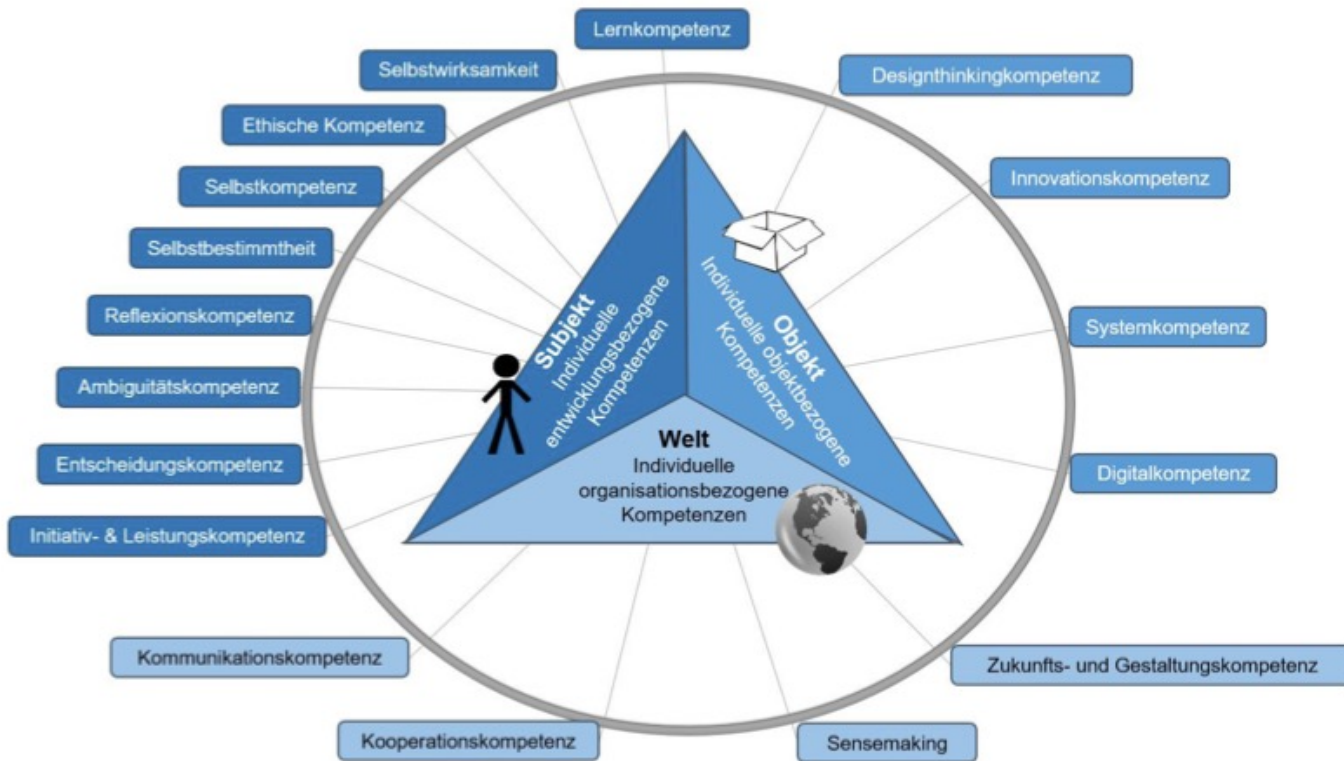 Lernkompetenz
Selbstwirksamkeit
Designthinkingkompetenz
Ethische Kompetenz
Innovationskompetenz
Selbstkompetenz
Selbstbestimmtheit
Reflexionskompetenz
Systemkompetenz
Ambiguitätskompetenz
Entscheidungskompetenz
Digitalkompetenz
Initiativ- & Leistungskompetenz
Subjekt
Individuelle
entwicklungsbezogene
Kompetenzen
Objekt
Individuelle objektbezogene
Kompetenzen
Welt
Individuelle
organisationsbezogene
Kompetenzen
Kommunikationskompetenz
Zukunfts- und Gestaltungskompetenz
Kooperationskompetenz
Sensemaking